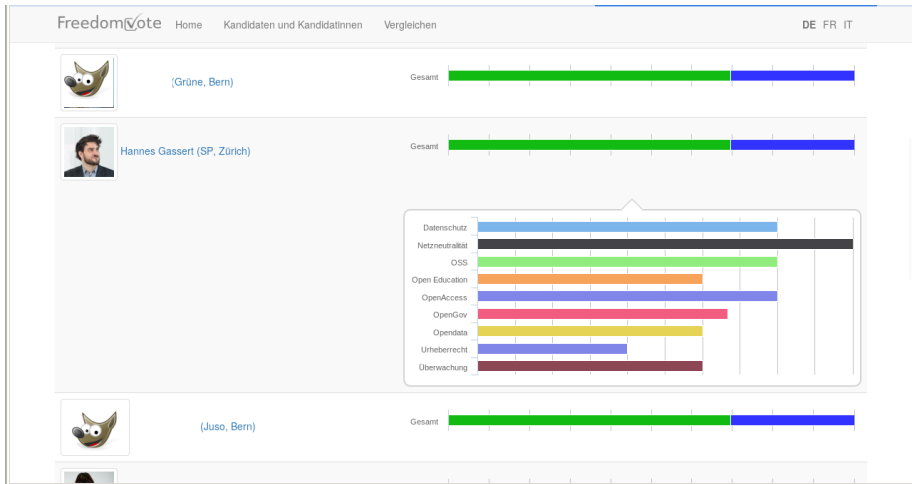 Freedomvote Home Kandidaten und Kandidatinnen Vergleichen DE FR IT
(Grüne, Bern) Gesamt
Hannes Gassert (SP, Zürich) Gesamt
Datenschutz
Netzneutralität
OSS
Open Education
OpenAccess
OpenGov
Opendata
Urheberrecht
Überwachung
(Juso, Bern) Gesamt